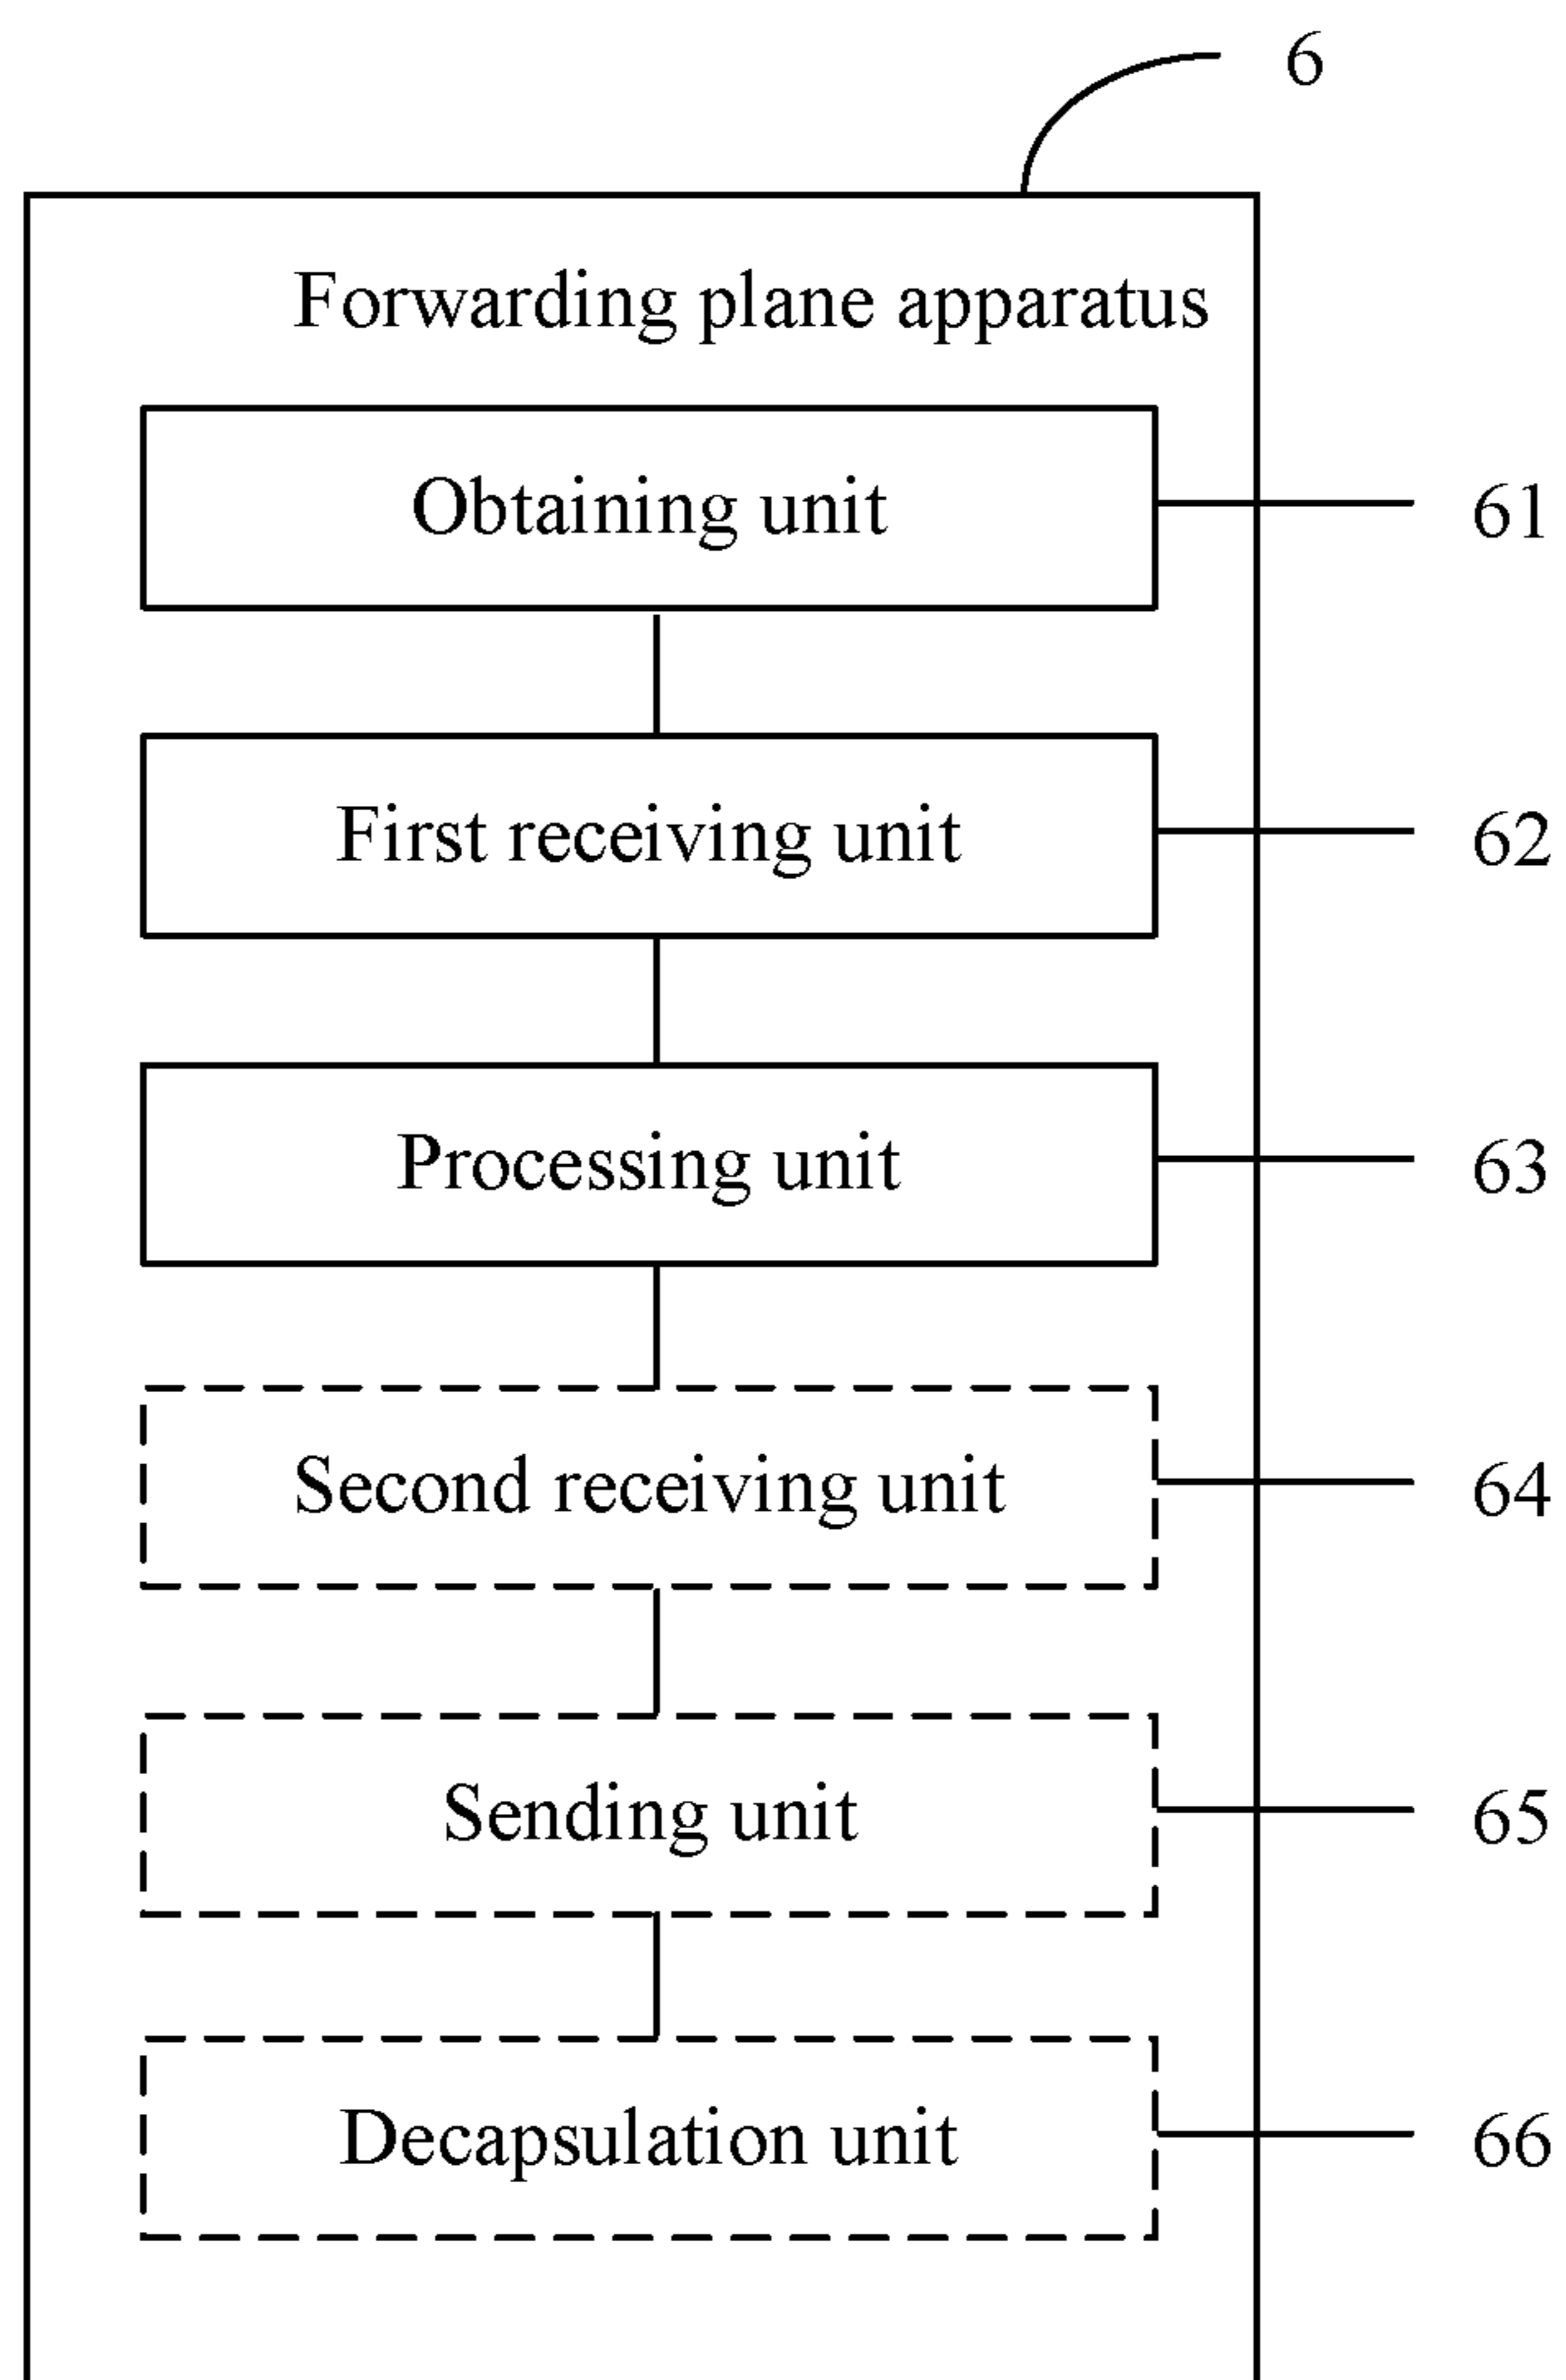 6
Forwarding plane apparatus
Obtaining unit
61
First receiving unit
62
Processing unit
63
Second receiving unit
64
Sending unit
65
Decapsulation unit
66